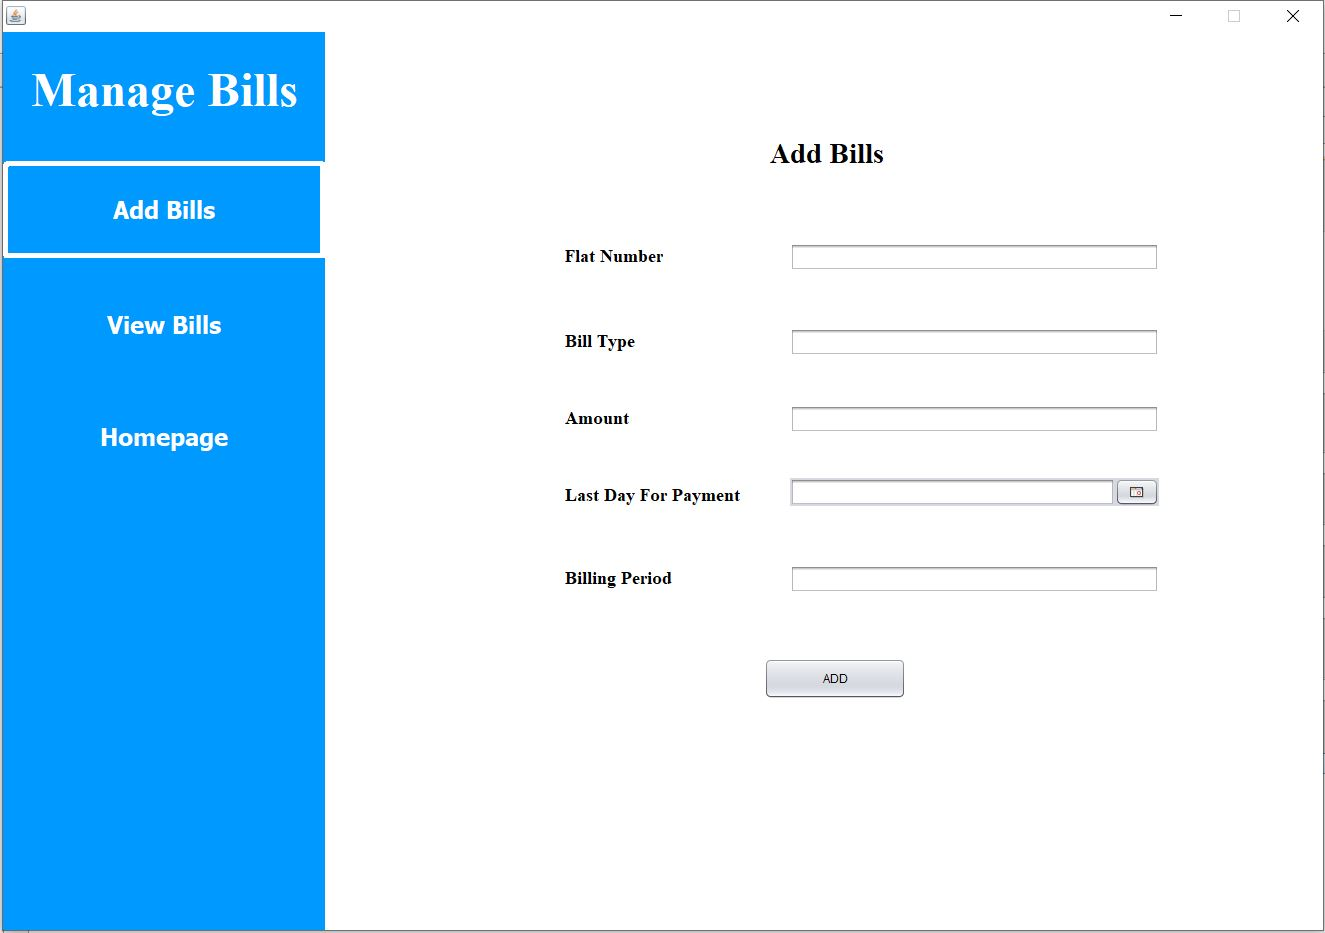 Manage Bills
Add Bills
View Bills
Homepage
Add Bills
Flat Number
Bill Type
Amount
Last Day For Payment
Billing Period
ADD